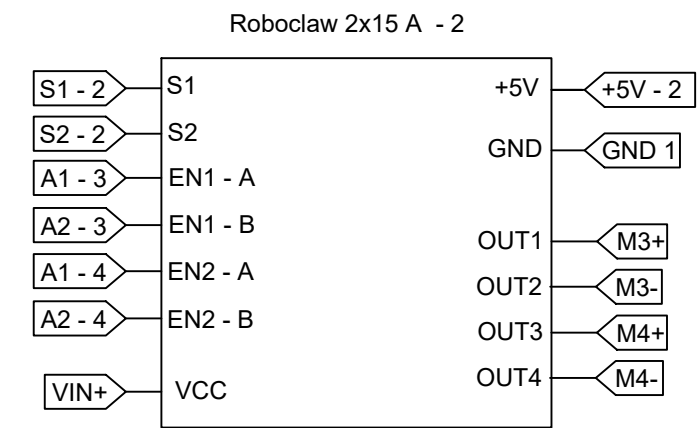 Roboclaw 2x15 A - 2
S1 - 2 S1 +5V +5V - 2
S2 - 2 S2 GND GND 1
A1 - 3 EN1 - A
A2 - 3 EN1 - B OUT1 M3+
A1 - 4 EN2 - A OUT2 M3-
A2 - 4 EN2 - B OUT3 M4+
VIN+ VCC OUT4 M4-